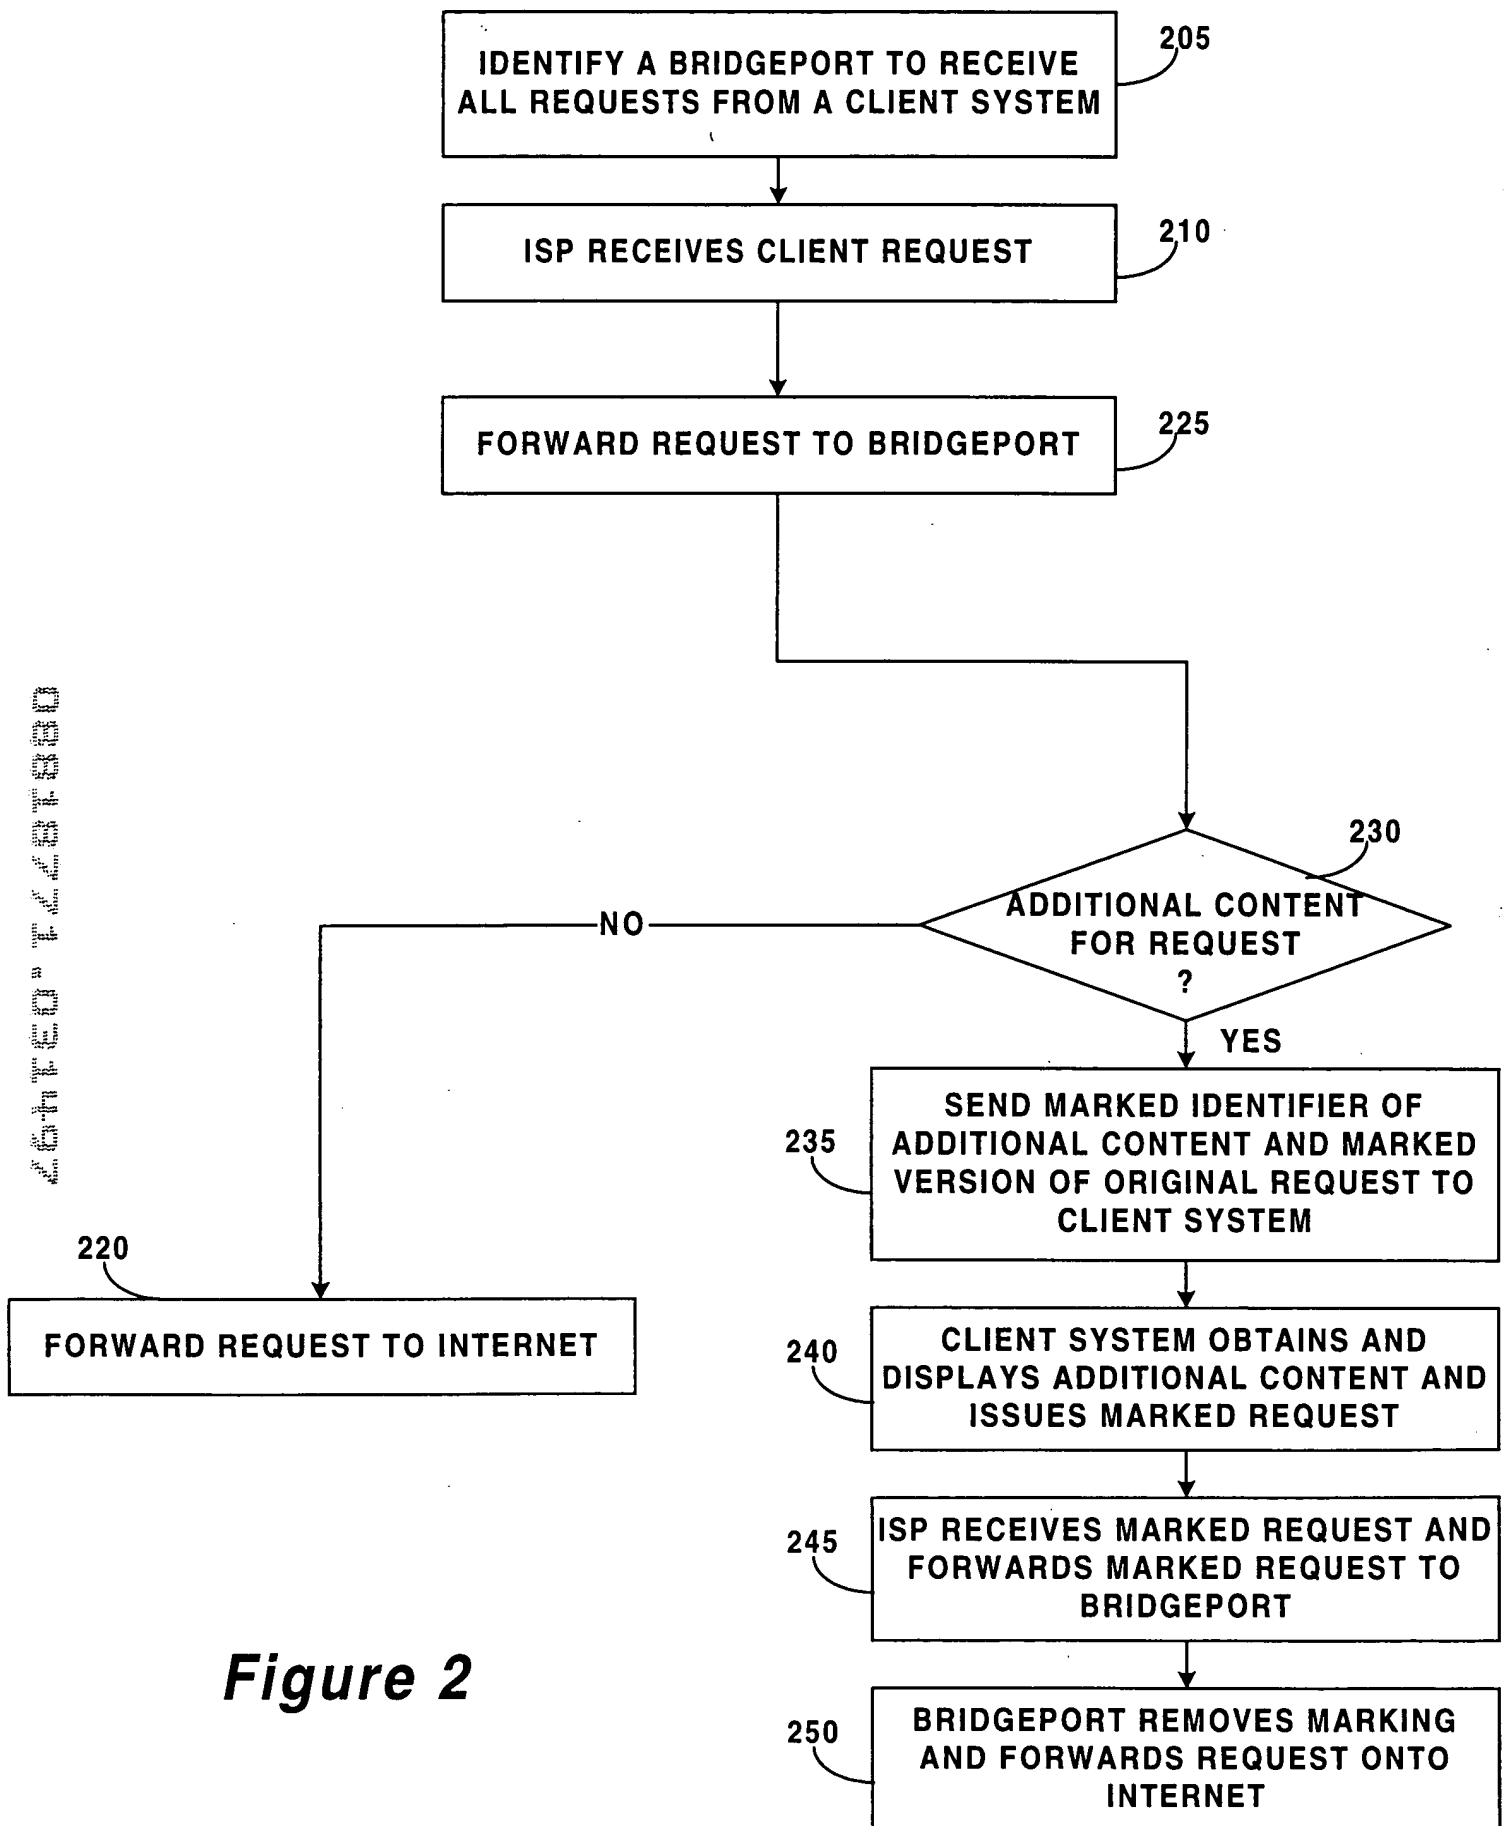 IDENTIFY A BRIDGEPORT TO RECEIVE
ALL REQUESTS FROM A CLIENT SYSTEM
205
ISP RECEIVES CLIENT REQUEST
210
FORWARD REQUEST TO BRIDGEPORT
225
230
ADDITIONAL CONTENT
FOR REQUEST
?
NO
YES
SEND MARKED IDENTIFIER OF
ADDITIONAL CONTENT AND MARKED
VERSION OF ORIGINAL REQUEST TO
CLIENT SYSTEM
235
220
FORWARD REQUEST TO INTERNET
CLIENT SYSTEM OBTAINS AND
DISPLAYS ADDITIONAL CONTENT AND
ISSUES MARKED REQUEST
240
ISP RECEIVES MARKED REQUEST AND
FORWARDS MARKED REQUEST TO
BRIDGEPORT
245
BRIDGEPORT REMOVES MARKING
AND FORWARDS REQUEST ONTO
INTERNET
250
Figure 2